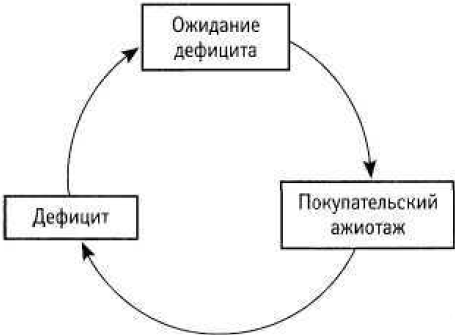 Ожидание
дефицита
Покупательский
ажиотаж
Дефицит